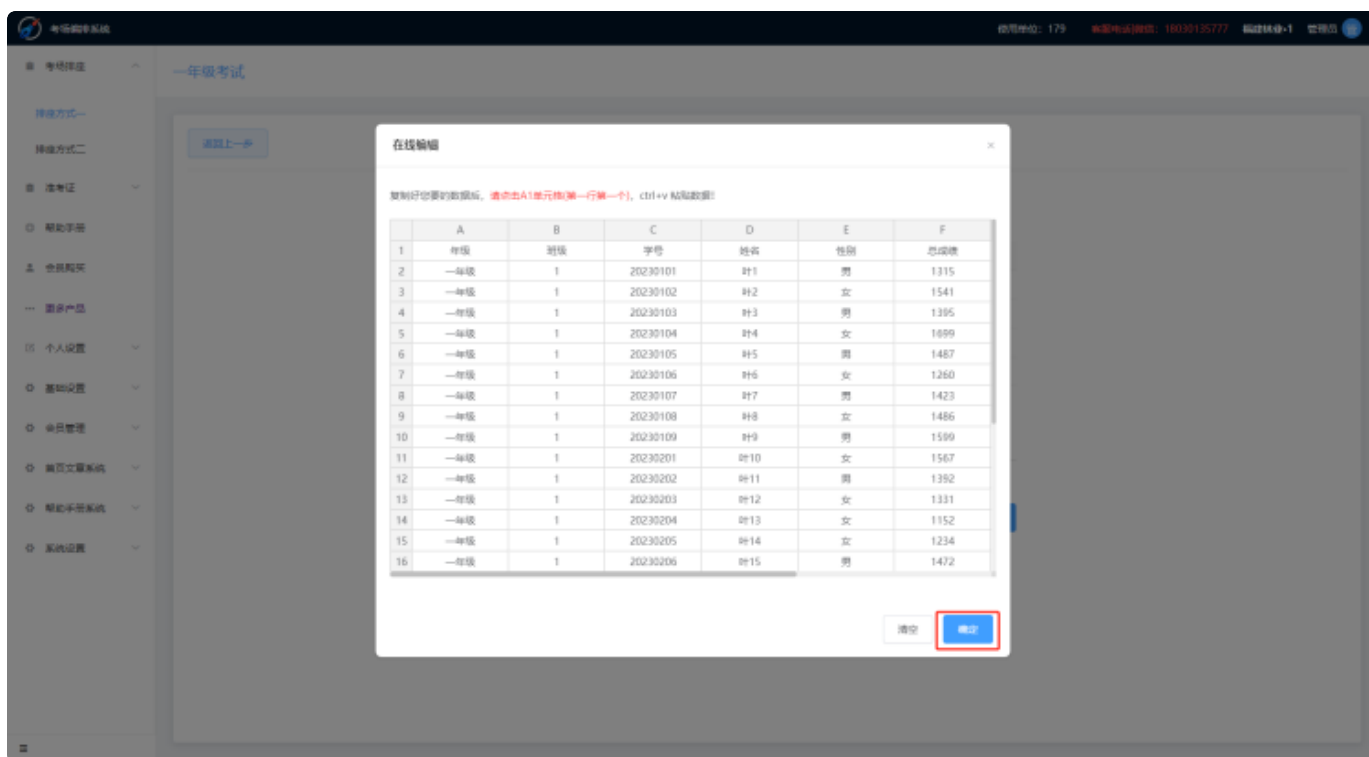 考场编排系统
使用单位：179 客服电话|微信：18030135777 管理员
考场排座
一年级考试
排座方式一
排座方式二
准考证
帮助手册
会员购买
更多产品
个人设置
基础设置
会员管理
首页文章系统
帮助手册系统
系统设置
返回上一步
在线编辑 ×
复制好您要的数据后，请点击A1单元格(第一行第一个)，ctrl+v 粘贴数据!
A B C D E F
1 年级 班级 学号 姓名 性别 总成绩
2 一年级 1 20230101 叶1 男 1315
3 一年级 1 20230102 叶2 女 1541
4 一年级 1 20230103 叶3 男 1395
5 一年级 1 20230104 叶4 女 1699
6 一年级 1 20230105 叶5 男 1487
7 一年级 1 20230106 叶6 女 1260
8 一年级 1 20230107 叶7 男 1423
9 一年级 1 20230108 叶8 女 1486
10 一年级 1 20230109 叶9 男 1599
11 一年级 1 20230201 叶10 女 1567
12 一年级 1 20230202 叶11 男 1392
13 一年级 1 20230203 叶12 女 1331
14 一年级 1 20230204 叶13 女 1152
15 一年级 1 20230205 叶14 女 1234
16 一年级 1 20230206 叶15 男 1472
清空 确定